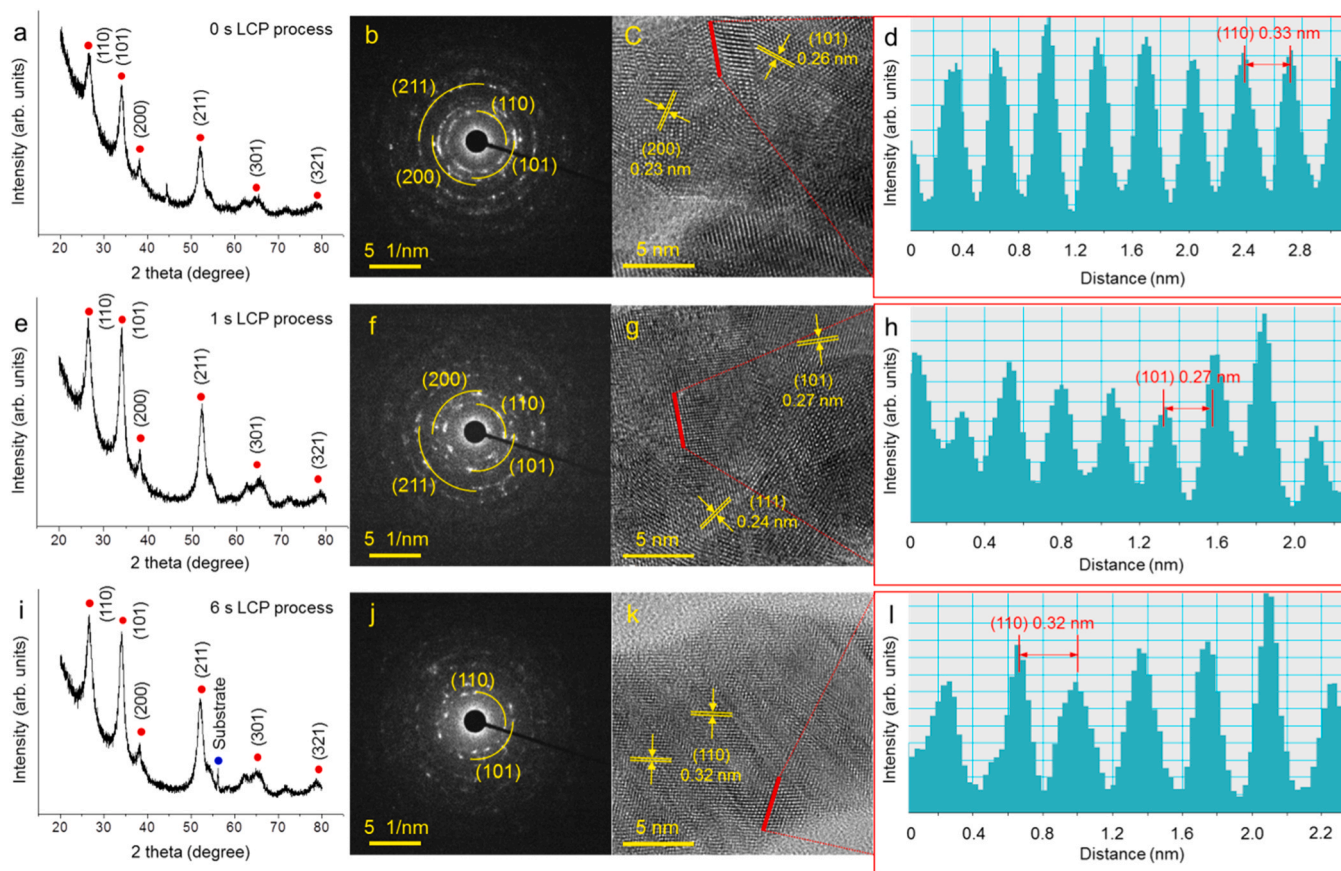 a
0 s LCP process
(110)
(101)
(200)
(211)
(301)
(321)
Intensity (arb. units)
20 30 40 50 60 70 80
2 theta (degree)
b
(211)
(110)
(200)
(101)
5 1/nm
C
(101)
0.26 nm
(200)
0.23 nm
5 nm
d
(110) 0.33 nm
Intensity (arb. units)
0 0.4 0.8 1.2 1.6 2.0 2.4 2.8
Distance (nm)
e
1 s LCP process
(110)
(101)
(200)
(211)
(301)
(321)
Intensity (arb. units)
20 30 40 50 60 70 80
2 theta (degree)
f
(200)
(110)
(101)
(211)
5 1/nm
g
(101)
0.27 nm
(111)
0.24 nm
5 nm
h
(101) 0.27 nm
Intensity (arb. units)
0 0.4 0.8 1.2 1.6 2.0
Distance (nm)
i
6 s LCP process
(110)
(101)
(200)
(211)
Substrate
(301)
(321)
Intensity (arb. units)
20 30 40 50 60 70 80
2 theta (degree)
j
(110)
(101)
5 1/nm
k
(110)
0.32 nm
5 nm
l
(110) 0.32 nm
Intensity (arb. units)
0 0.4 0.8 1.2 1.6 2.0 2.2
Distance (nm)